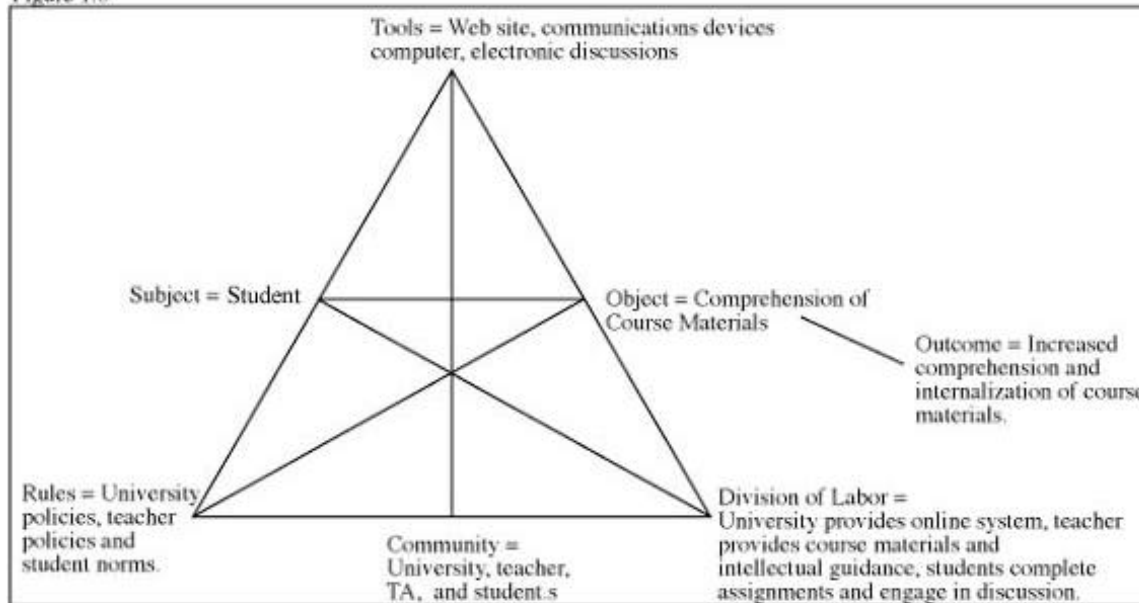 Tools = Web site, communications devices
computer, electronic discussions
Subject = Student
Object = Comprehension of
Course Materials
Outcome = Increased
comprehension and
internalization of course
materials.
Rules = University
policies, teacher
policies and
student norms.
Community =
University, teacher,
TA, and student s
Division of Labor =
University provides online system, teacher
provides course materials and
intellectual guidance, students complete
assignments and engage in discussion.